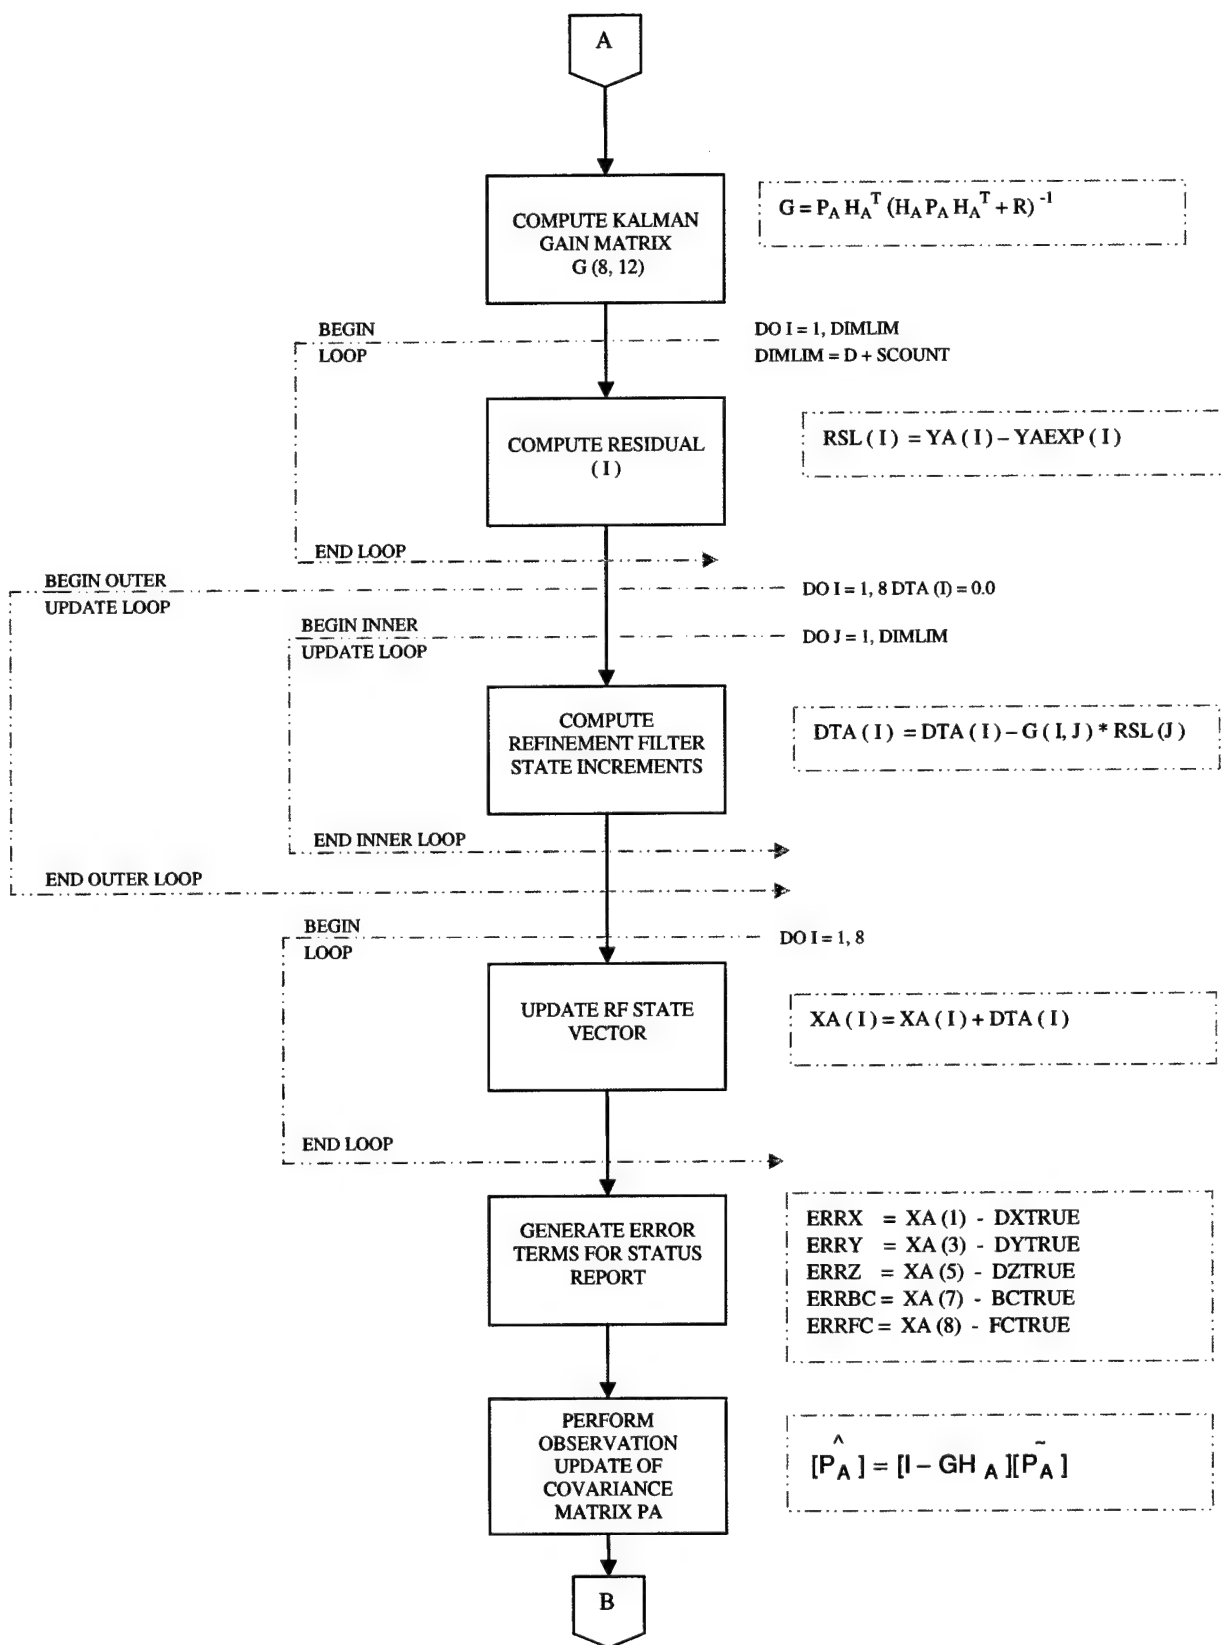 A
COMPUTE KALMAN
GAIN MATRIX
G (8, 12)
G = P_A H_A^T (H_A P_A H_A^T + R)^-1
BEGIN
LOOP
DO I = 1, DIMLIM
DIMLIM = D + SCOUNT
COMPUTE RESIDUAL
( I )
RSL ( I ) = YA ( I ) – YAEXP ( I )
END LOOP
BEGIN OUTER
UPDATE LOOP
DO I = 1, 8 DTA (I) = 0.0
BEGIN INNER
UPDATE LOOP
DO J = 1, DIMLIM
COMPUTE
REFINEMENT FILTER
STATE INCREMENTS
DTA ( I ) = DTA ( I ) – G ( I, J ) * RSL (J )
END INNER LOOP
END OUTER LOOP
BEGIN
LOOP
DO I = 1, 8
UPDATE RF STATE
VECTOR
XA ( I ) = XA ( I ) + DTA ( I )
END LOOP
GENERATE ERROR
TERMS FOR STATUS
REPORT
ERRX = XA (1) - DXTRUE
ERRY = XA (3) - DYTRUE
ERRZ = XA (5) - DZTRUE
ERRBC = XA (7) - BCTRUE
ERRFC = XA (8) - FCTRUE
PERFORM
OBSERVATION
UPDATE OF
COVARIANCE
MATRIX PA
[P̂_A ] = [I – GH_A ][P̃_A ]
B